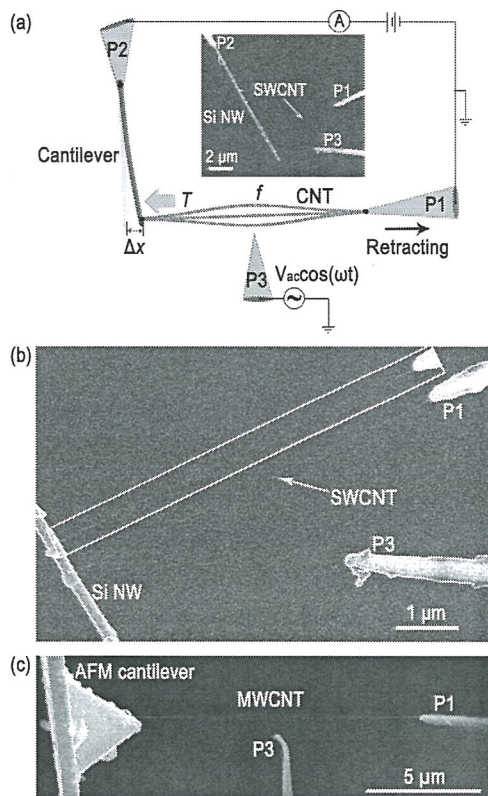 (a)
P2
A
P2
P1
SWCNT
Si NW
P3
2 μm
Cantilever
T
f
CNT
P1
Δx
Retracting
P3
Vaccos(ωt)
(b)
P1
SWCNT
P3
Si NW
1 μm
(c)
AFM cantilever
MWCNT
P1
P3
5 μm